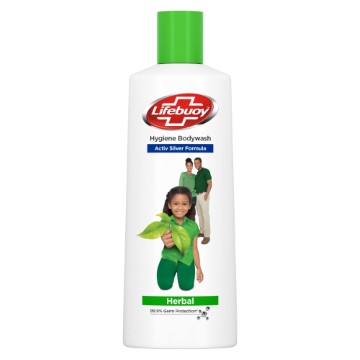 Lifebuoy
Hygiene Bodywash
Activ Silver Formula
Herbal
99.9% Germ Protection*